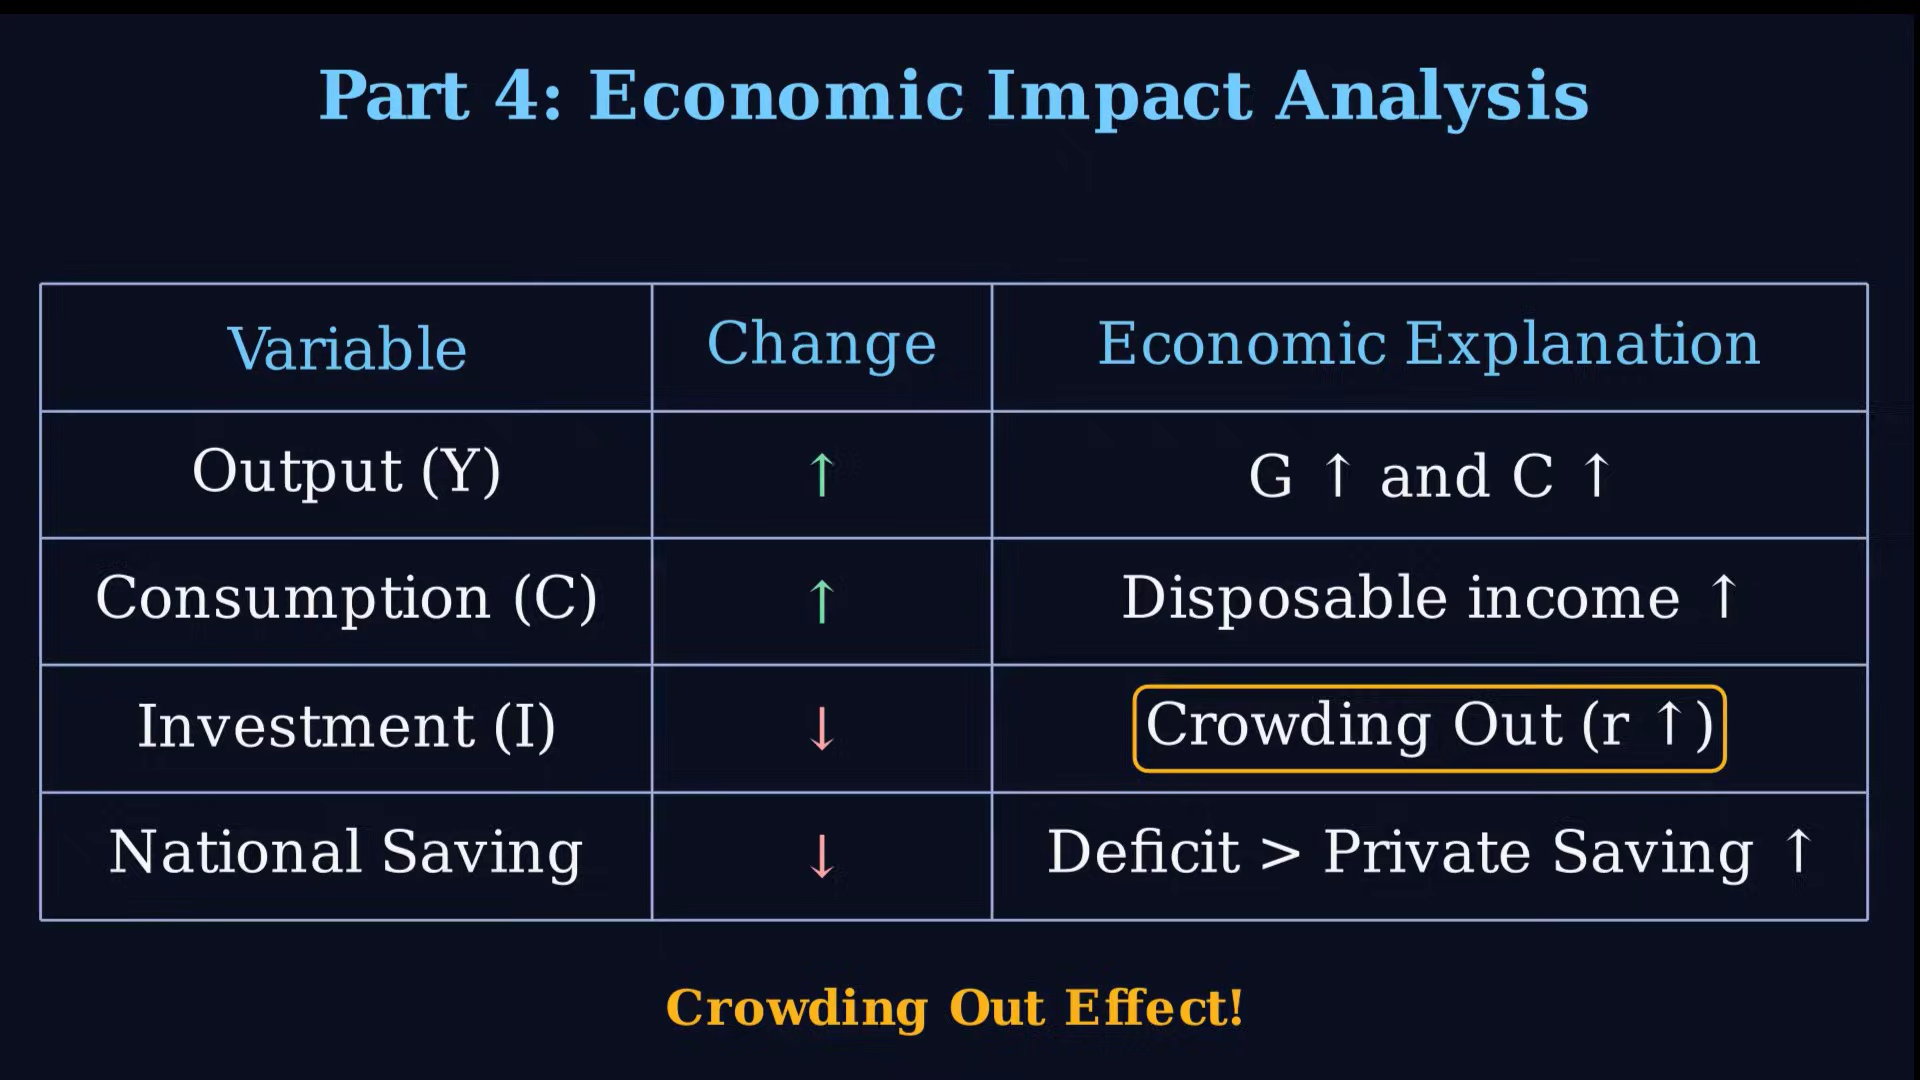 Part 4: Economic Impact Analysis
Variable Change Economic Explanation
Output (Y) ↑ G ↑ and C ↑
Consumption (C) ↑ Disposable income ↑
Investment (I) ↓ Crowding Out (r ↑)
National Saving ↓ Deficit > Private Saving ↑
Crowding Out Effect!